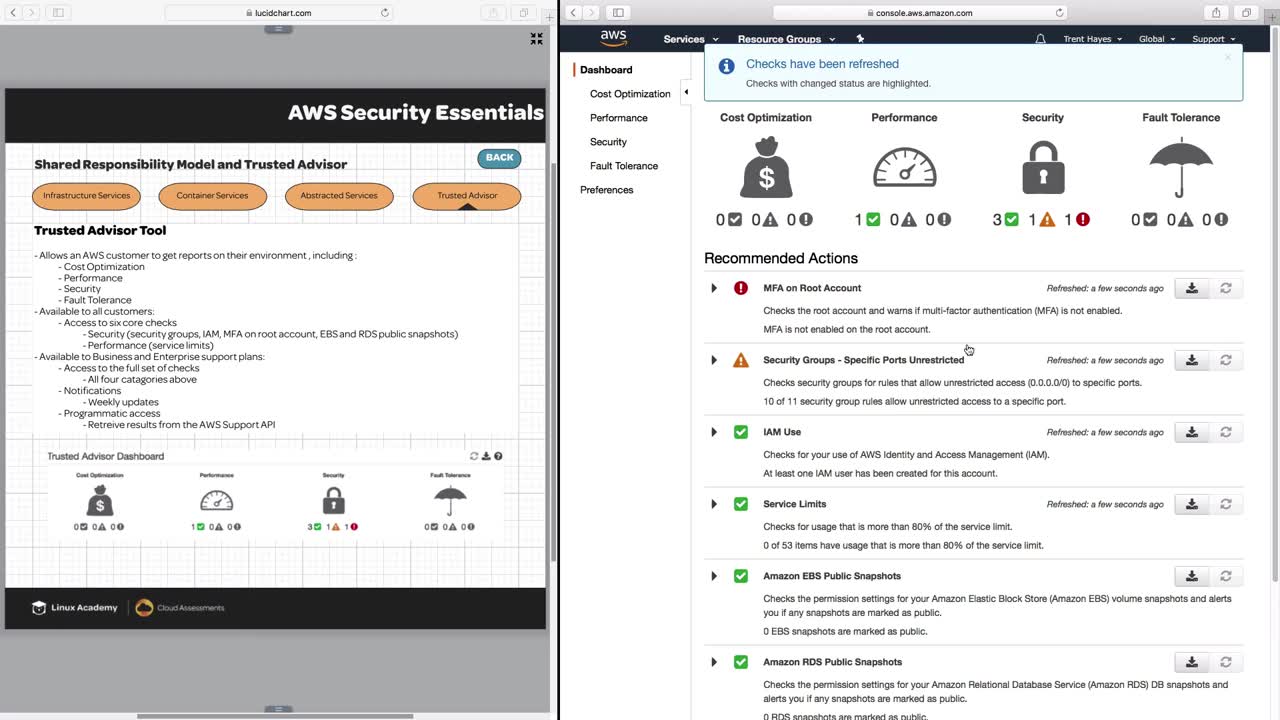 lucidchart.com
AWS Security Essentials
Shared Responsibility Model and Trusted Advisor
BACK
Infrastructure Services
Container Services
Abstracted Services
Trusted Advisor
Trusted Advisor Tool
- Allows an AWS customer to get reports on their environment , including :
- Cost Optimization
- Performance
- Security
- Fault Tolerance
- Available to all customers:
- Access to six core checks
- Security (security groups, IAM, MFA on root account, EBS and RDS public snapshots)
- Performance (service limits)
- Available to Business and Enterprise support plans:
- Access to the full set of checks
- All four catagories above
- Notifications
- Weekly updates
- Programmatic access
- Retreive results from the AWS Support API
Trusted Advisor Dashboard
Cost Optimization
Performance
Security
Fault Tolerance
0 0 0
1 0 0
3 1 1
0 0 0
Linux Academy
Cloud Assessments
console.aws.amazon.com
aws
Services
Resource Groups
Trent Hayes
Global
Support
Dashboard
Cost Optimization
Performance
Security
Fault Tolerance
Preferences
Checks have been refreshed
Checks with changed status are highlighted.
Cost Optimization
Performance
Security
Fault Tolerance
0 0 0
1 0 0
3 1 1
0 0 0
Recommended Actions
MFA on Root Account
Refreshed: a few seconds ago
Checks the root account and warns if multi-factor authentication (MFA) is not enabled.
MFA is not enabled on the root account.
Security Groups - Specific Ports Unrestricted
Refreshed: a few seconds ago
Checks security groups for rules that allow unrestricted access (0.0.0.0/0) to specific ports.
10 of 11 security group rules allow unrestricted access to a specific port.
IAM Use
Refreshed: a few seconds ago
Checks for your use of AWS Identity and Access Management (IAM).
At least one IAM user has been created for this account.
Service Limits
Refreshed: a few seconds ago
Checks for usage that is more than 80% of the service limit.
0 of 53 items have usage that is more than 80% of the service limit.
Amazon EBS Public Snapshots
Checks the permission settings for your Amazon Elastic Block Store (Amazon EBS) volume snapshots and alerts
you if any snapshots are marked as public.
0 EBS snapshots are marked as public.
Amazon RDS Public Snapshots
Checks the permission settings for your Amazon Relational Database Service (Amazon RDS) DB snapshots and
alerts you if any snapshots are marked as public.
0 RDS snapshots are marked as public.